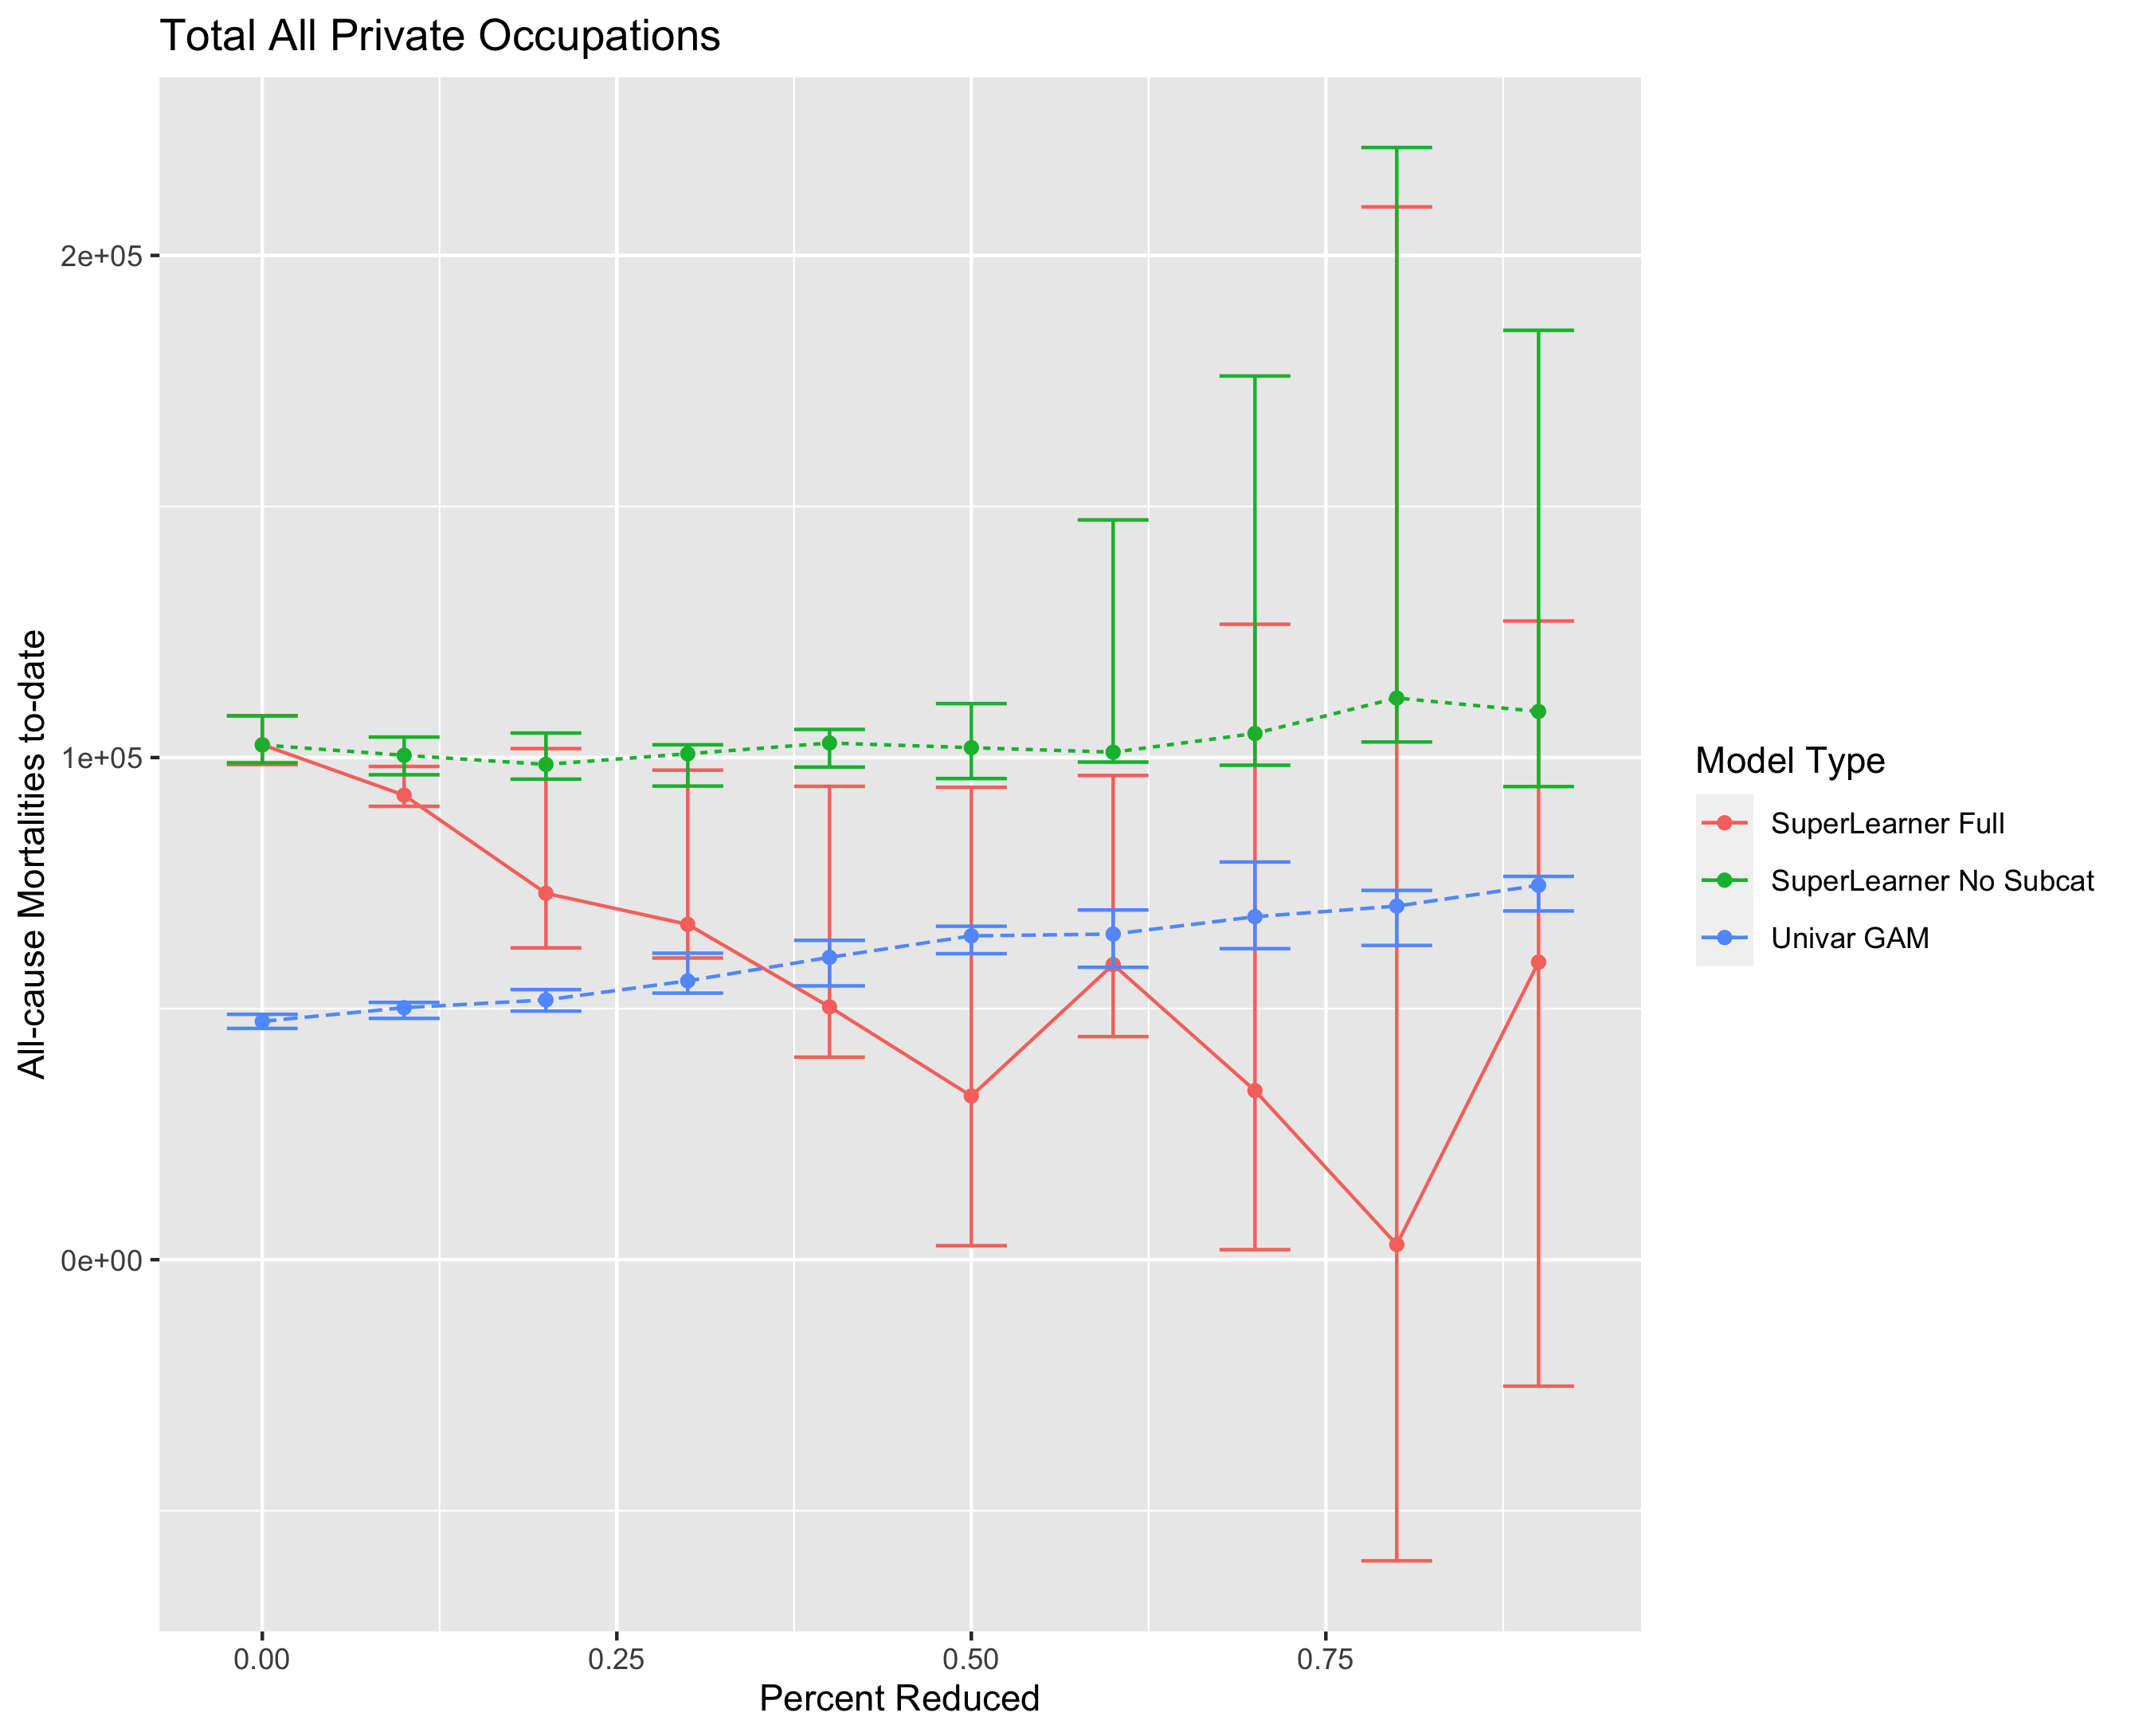 Total All Private Occupations
All-cause Mortalities to-date
2e+05
1e+05
0e+00
0.00
0.25
0.50
0.75
Percent Reduced
Model Type
SuperLearner Full
SuperLearner No Subcat
Univar GAM